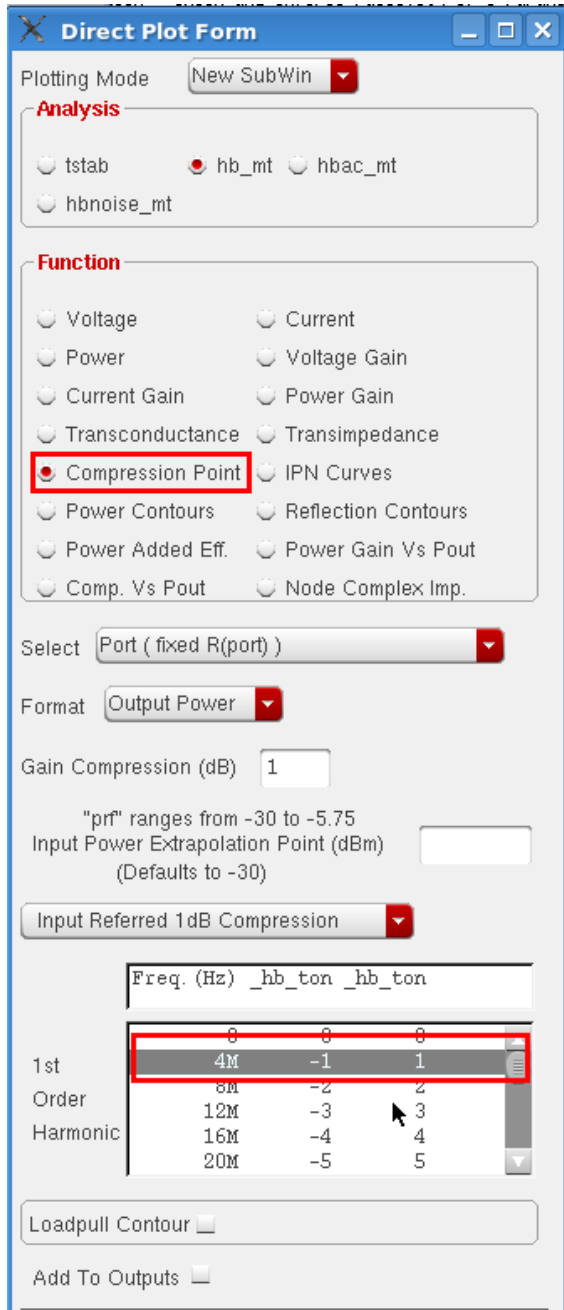 Direct Plot Form
Plotting Mode New SubWin
Analysis
tstab hb_mt hbac_mt
hbnoise_mt
Function
Voltage Current
Power Voltage Gain
Current Gain Power Gain
Transconductance Transimpedance
Compression Point IPN Curves
Power Contours Reflection Contours
Power Added Eff. Power Gain Vs Pout
Comp. Vs Pout Node Complex Imp.
Select Port ( fixed R(port) )
Format Output Power
Gain Compression (dB) 1
"prf" ranges from -30 to -5.75
Input Power Extrapolation Point (dBm)
(Defaults to -30)
Input Referred 1dB Compression
Freq. (Hz) _hb_ton _hb_ton
0 0 0
1st 4M -1 1
8M -2 2
Order 12M -3 3
Harmonic 16M -4 4
20M -5 5
Loadpull Contour
Add To Outputs